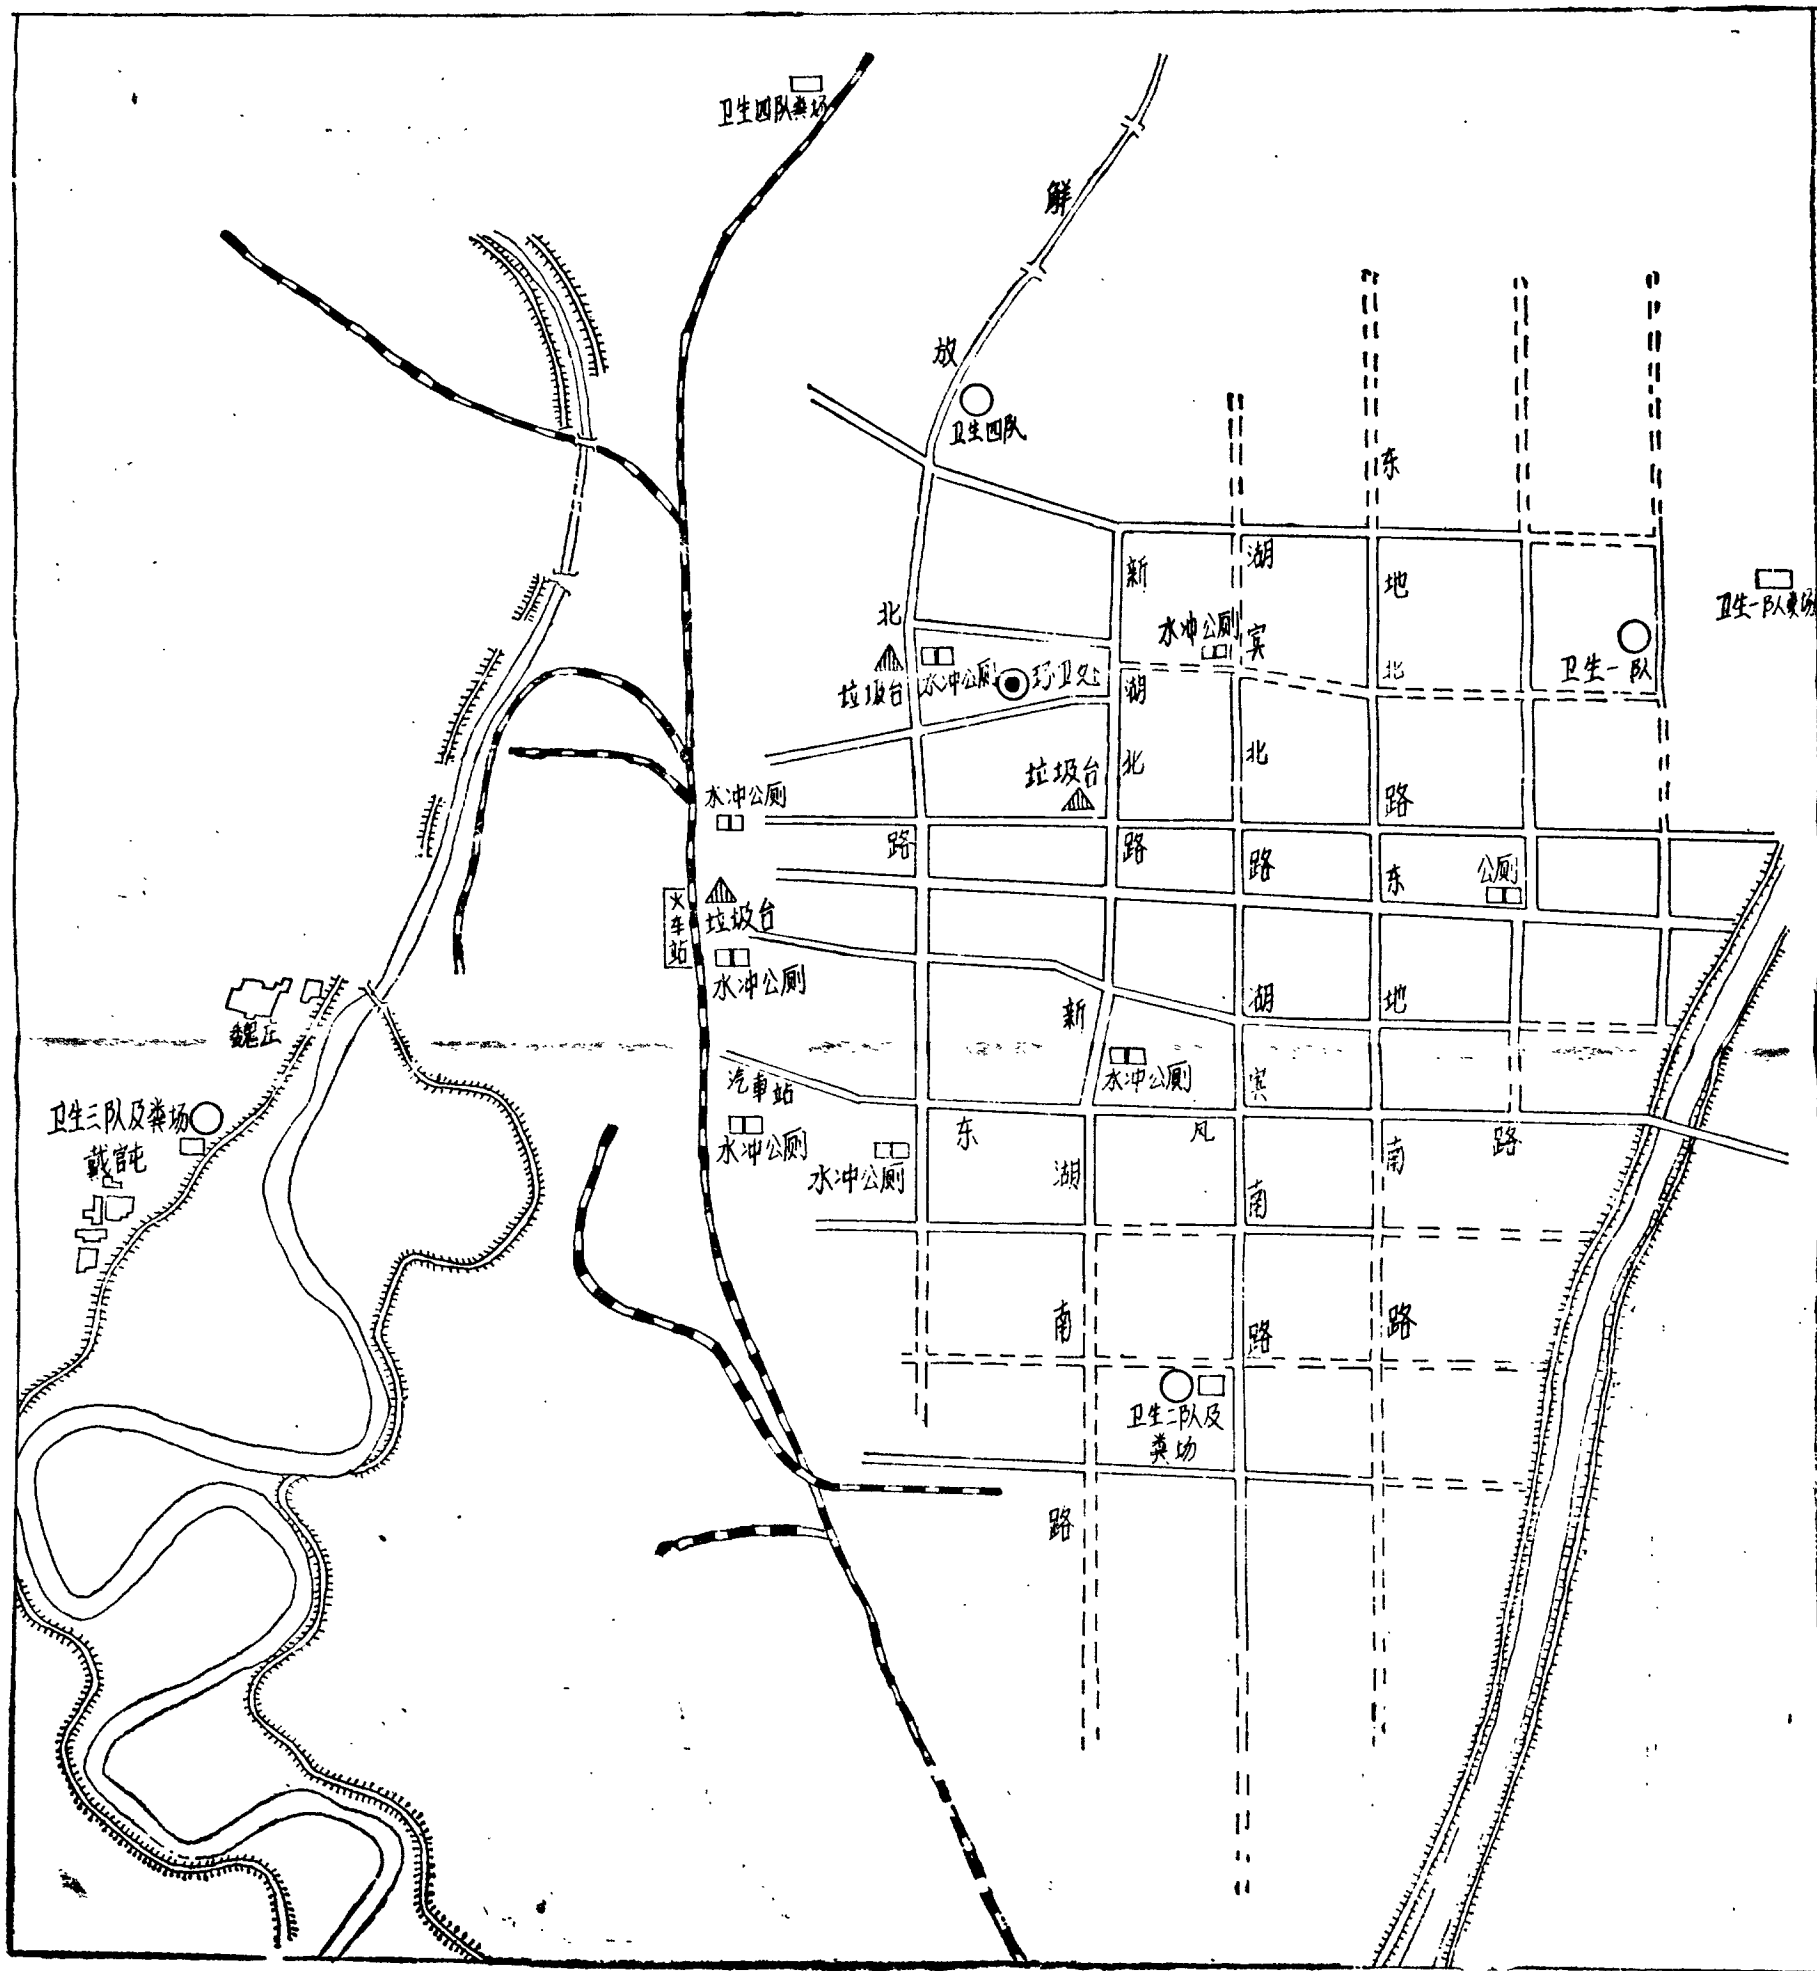 卫生四队粪场
解放北路
卫生四队
东地北路
新湖北路
湖宾北路
水冲公厕
卫生一队粪场
卫生一队
垃圾台
水冲公厕
环卫处
垃圾台
水冲公厕
公厕
火车站
垃圾台
水冲公厕
魏庄
东地南路
湖宾南路
新湖南路
水冲公厕
汽車站
卫生三队及粪场
戴官屯
水冲公厕
水冲公厕
东风路
卫生二队及
粪场